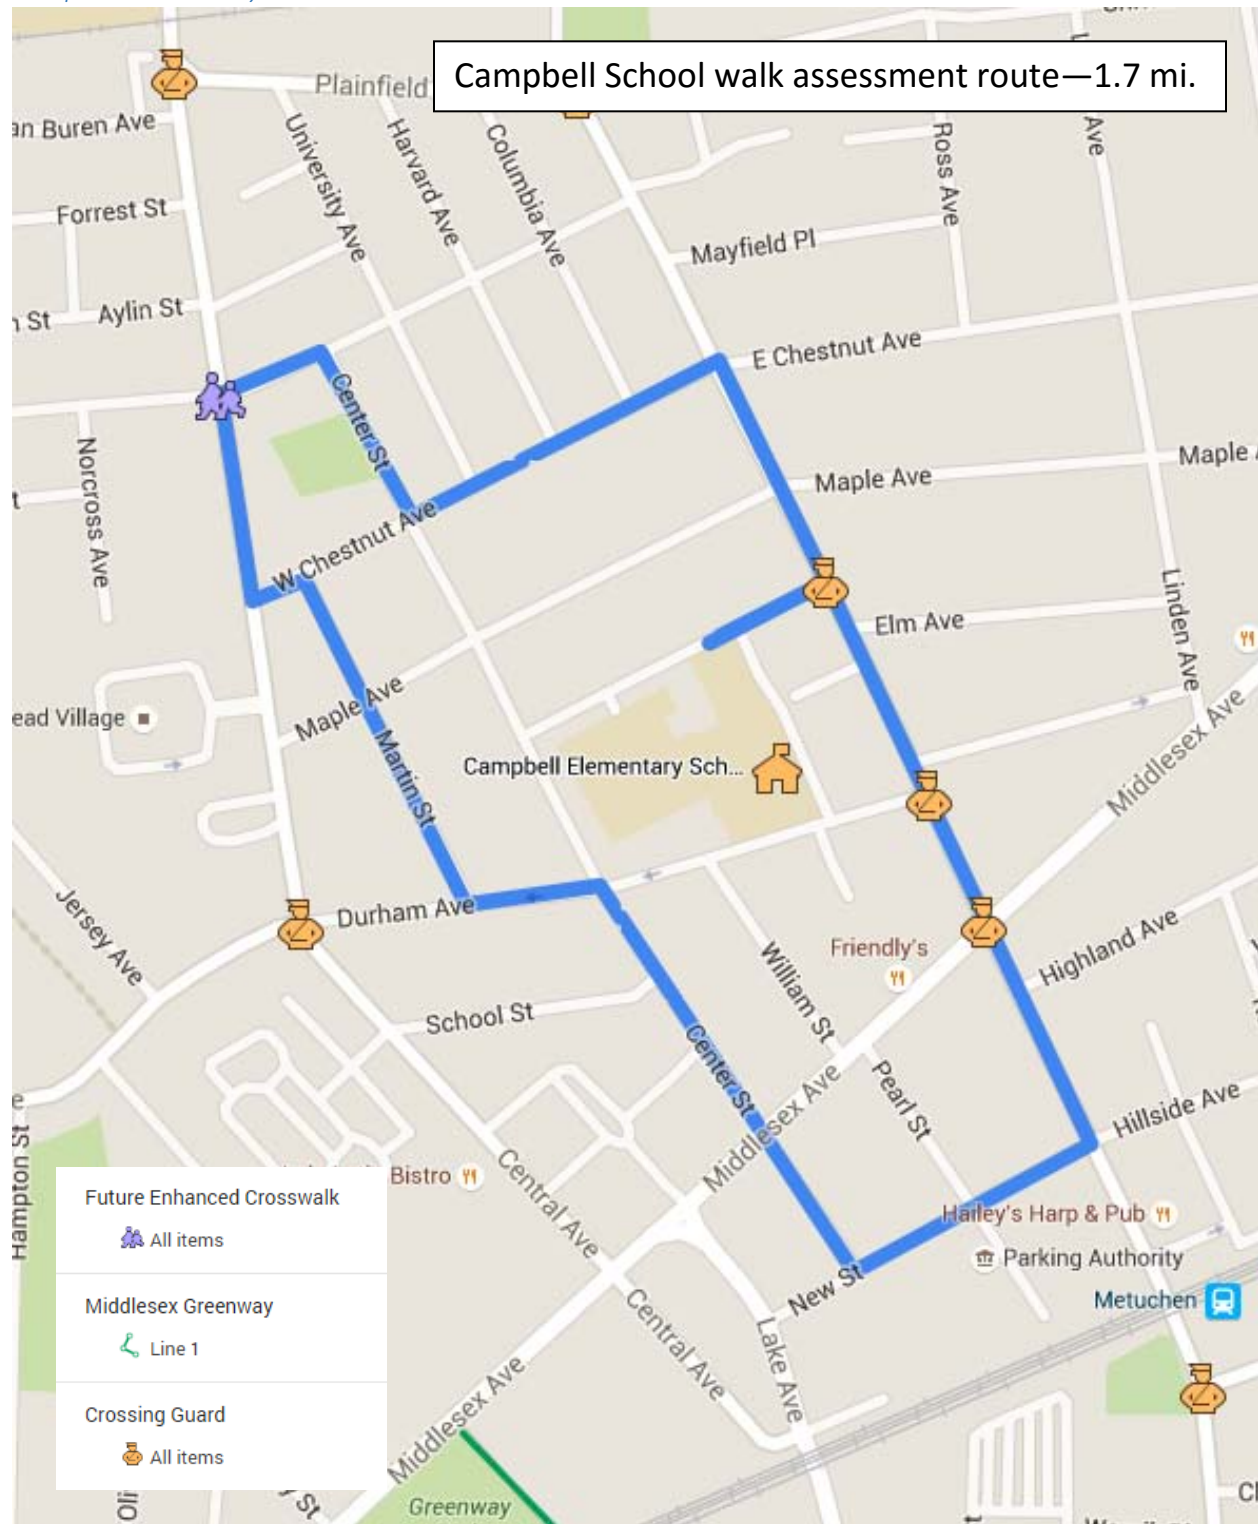 Campbell School walk assessment route—1.7 mi.
Plainfield
an Buren Ave
University Ave
Harvard Ave
Columbia Ave
Ross Ave
Ave
Forrest St
Mayfield Pl
Aylin St
St
E Chestnut Ave
Center St
Norcross Ave
Maple Ave
Maple
W Chestnut Ave
Linden Ave
Elm Ave
Maple Ave
ead Village
Martin St
Middlesex Ave
Campbell Elementary Sch...
Jersey Ave
Durham Ave
Friendly's
William St
Highland Ave
School St
Center St
Middlesex Ave
Pearl St
Hillside Ave
Hampton St
Bistro
Central Ave
Hailey's Harp & Pub
Parking Authority
New St
Metuchen
Central Ave
Lake Ave
Middlesex Ave
Greenway
Future Enhanced Crosswalk
All items
Middlesex Greenway
Line 1
Crossing Guard
All items